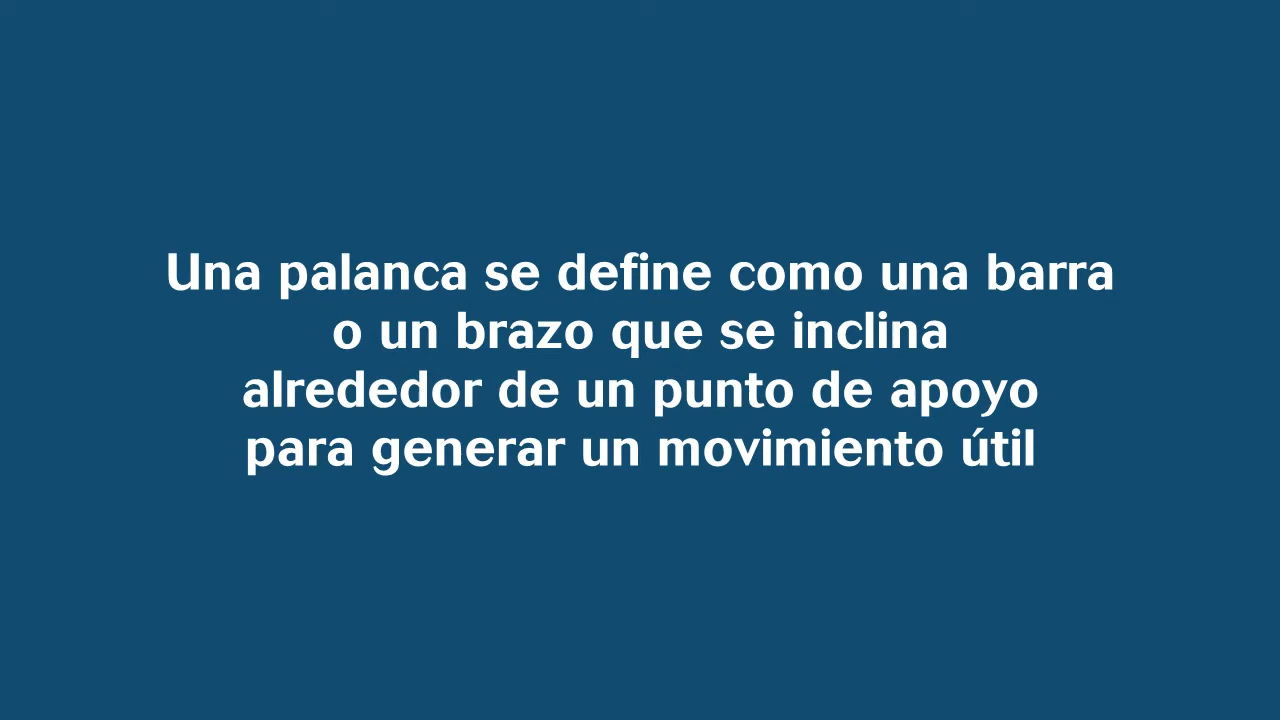 Una palanca se define como una barra
o un brazo que se inclina
alrededor de un punto de apoyo
para generar un movimiento útil